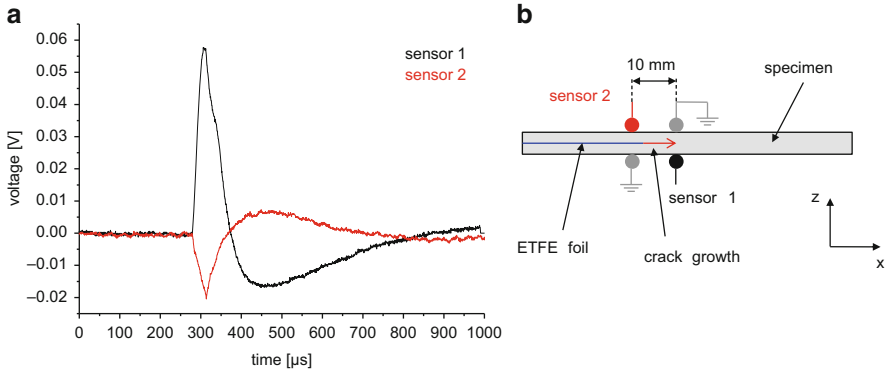 a
0.06
0.05
0.04
0.03
0.02
0.01
0.00
−0.01
−0.02
voltage [V]
0 100 200 300 400 500 600 700 800 900 1000
time [µs]
sensor 1
sensor 2
b
10 mm
specimen
sensor 2
sensor 1
ETFE foil
crack growth
z
x